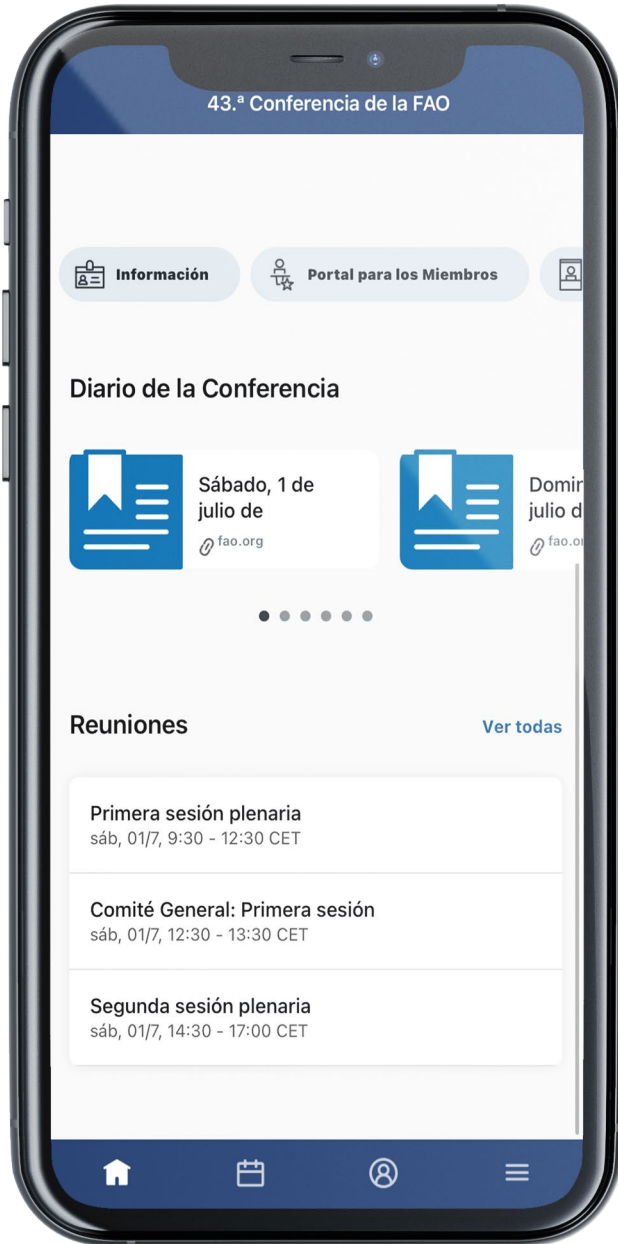 43.ª Conferencia de la FAO
Información
Portal para los Miembros
Diario de la Conferencia
Sábado, 1 de
julio de
fao.org
julio d
Reuniones
Ver todas
Primera sesión plenaria
sáb, 01/7, 9:30 - 12:30 CET
Comité General: Primera sesión
sáb, 01/7, 12:30 - 13:30 CET
Segunda sesión plenaria
sáb, 01/7, 14:30 - 17:00 CET